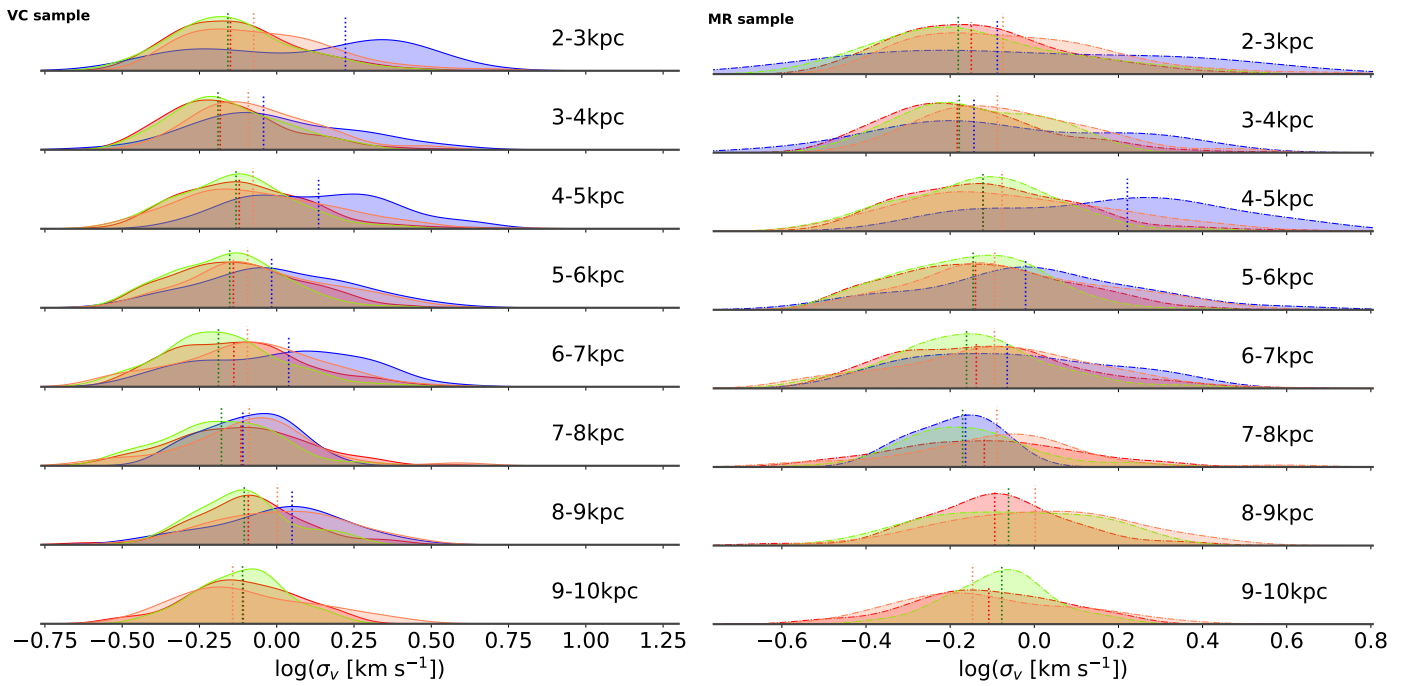 VC sample
2-3kpc
3-4kpc
4-5kpc
5-6kpc
6-7kpc
7-8kpc
8-9kpc
9-10kpc
−0.75 −0.50 −0.25 0.00 0.25 0.50 0.75 1.00 1.25
log(σᵥ [km s⁻¹])
MR sample
2-3kpc
3-4kpc
4-5kpc
5-6kpc
6-7kpc
7-8kpc
8-9kpc
9-10kpc
−0.6 −0.4 −0.2 0.0 0.2 0.4 0.6 0.8
log(σᵥ [km s⁻¹])